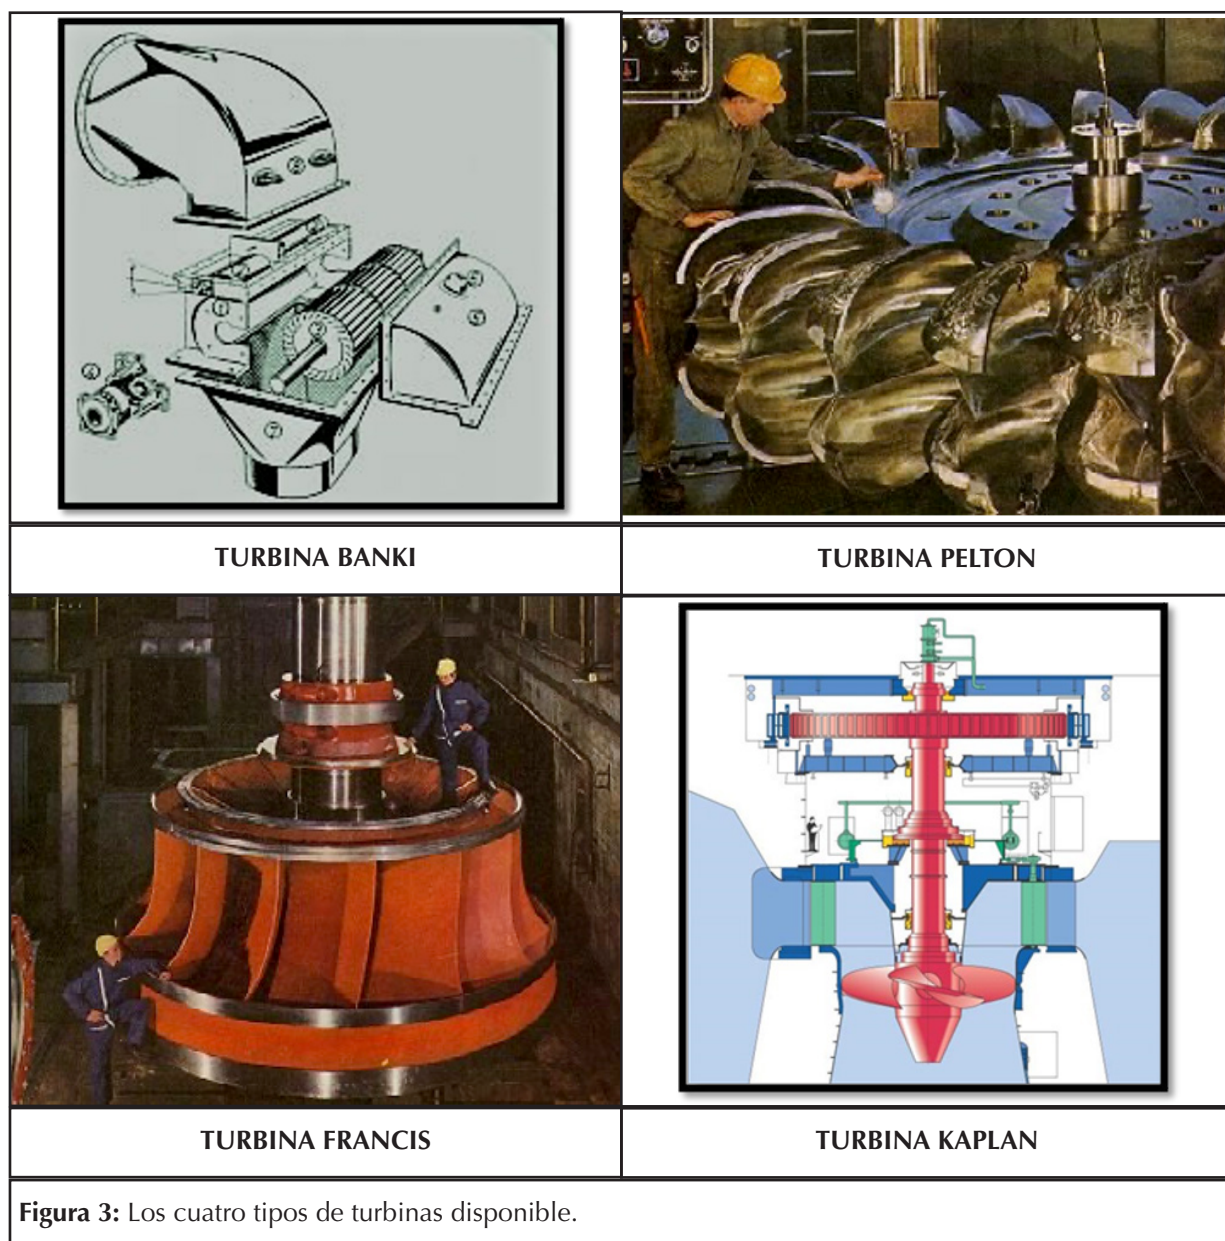 TURBINA BANKI
TURBINA PELTON
TURBINA FRANCIS
TURBINA KAPLAN
Figura 3: Los cuatro tipos de turbinas disponible.